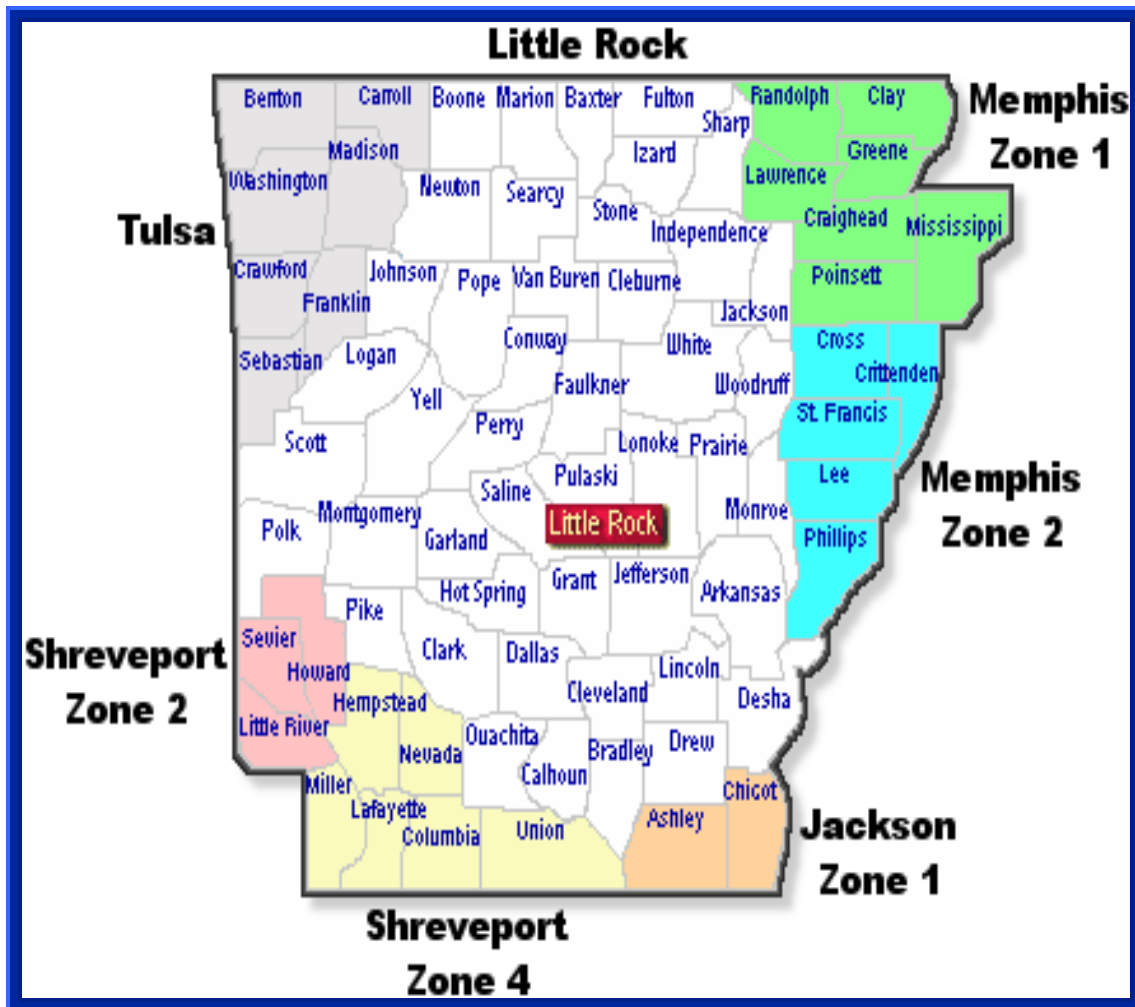 Little Rock
Benton
Carroll
Boone
Marion
Baxter
Fulton
Sharp
Randolph
Clay
Memphis
Zone 1
Madison
Izard
Greene
Washington
Newton
Searcy
Lawrence
Stone
Tulsa
Independence
Craighead
Mississippi
Crawford
Johnson
Pope
Van Buren
Cleburne
Poinsett
Franklin
Jackson
Sebastian
Logan
Conway
White
Cross
Yell
Faulkner
Woodruff
Crittenden
Scott
Perry
Lonoke
Prairie
St. Francis
Saline
Pulaski
Lee
Memphis
Zone 2
Polk
Montgomery
Garland
Little Rock
Monroe
Phillips
Hot Spring
Grant
Jefferson
Arkansas
Pike
Shreveport
Zone 2
Sevier
Howard
Clark
Dallas
Lincoln
Hempstead
Cleveland
Desha
Little River
Nevada
Ouachita
Bradley
Drew
Miller
Calhoun
Chicot
Lafayette
Columbia
Union
Ashley
Jackson
Zone 1
Shreveport
Zone 4